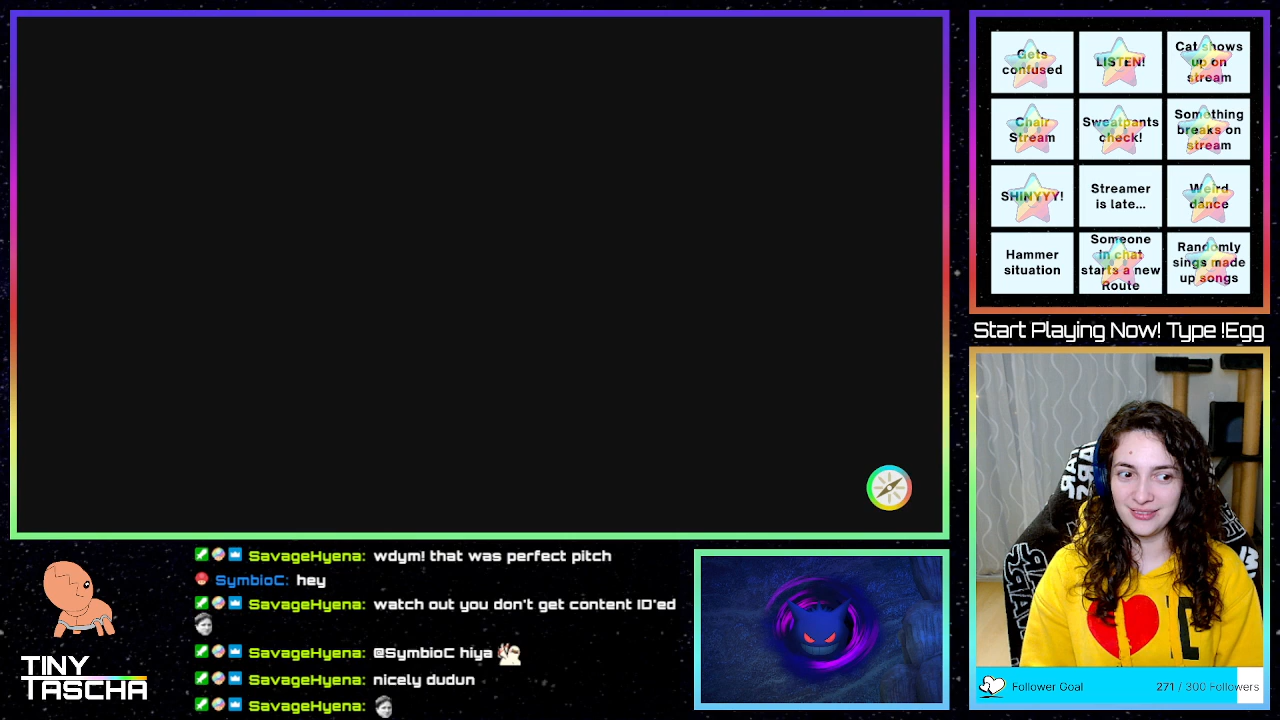 Gets
confused
LISTEN!
Cat shows
up on
stream
Chair
Stream
Sweatpants
check!
Something
breaks on
stream
SHINYYY!
Streamer
is late...
Weird
dance
Hammer
situation
Someone
in chat
starts a new
Route
Randomly
sings made
up songs
Start Playing Now! Type !Egg
SavageHyena: wdym! that was perfect pitch
SymbioC: hey
SavageHyena: watch out you don't get content ID'ed
SavageHyena: @SymbioC hiya
SavageHyena: nicely dudun
SavageHyena:
TINY
TASCHA
Follower Goal 271 / 300 Followers